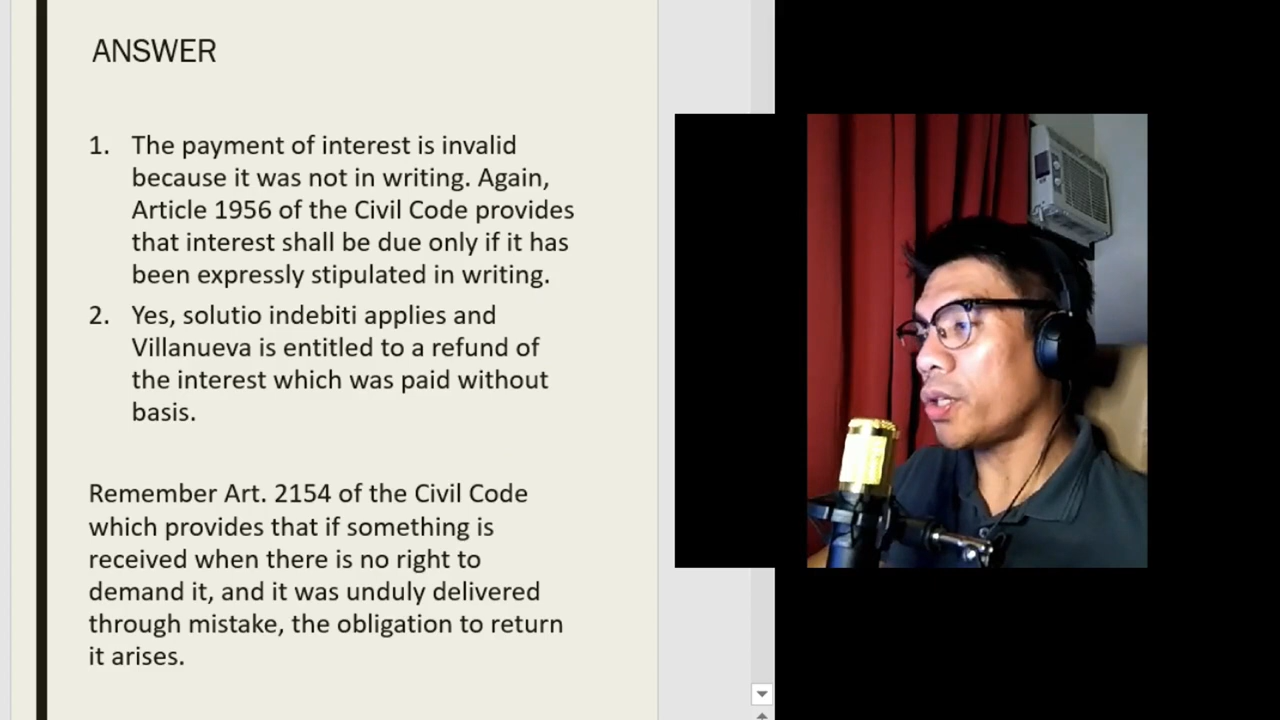 ANSWER
1. The payment of interest is invalid
because it was not in writing. Again,
Article 1956 of the Civil Code provides
that interest shall be due only if it has
been expressly stipulated in writing.
2. Yes, solutio indebiti applies and
Villanueva is entitled to a refund of
the interest which was paid without
basis.
Remember Art. 2154 of the Civil Code
which provides that if something is
received when there is no right to
demand it, and it was unduly delivered
through mistake, the obligation to return
it arises.